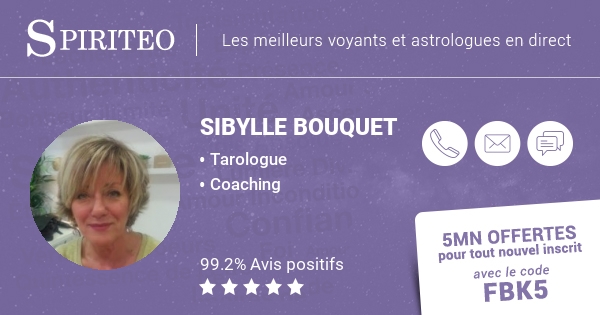 SPIRITEO
Les meilleurs voyants et astrologues en direct
SIBYLLE BOUQUET
• Tarologue
• Coaching
99.2% Avis positifs
5MN OFFERTES
pour tout nouvel inscrit
avec le code
FBK5